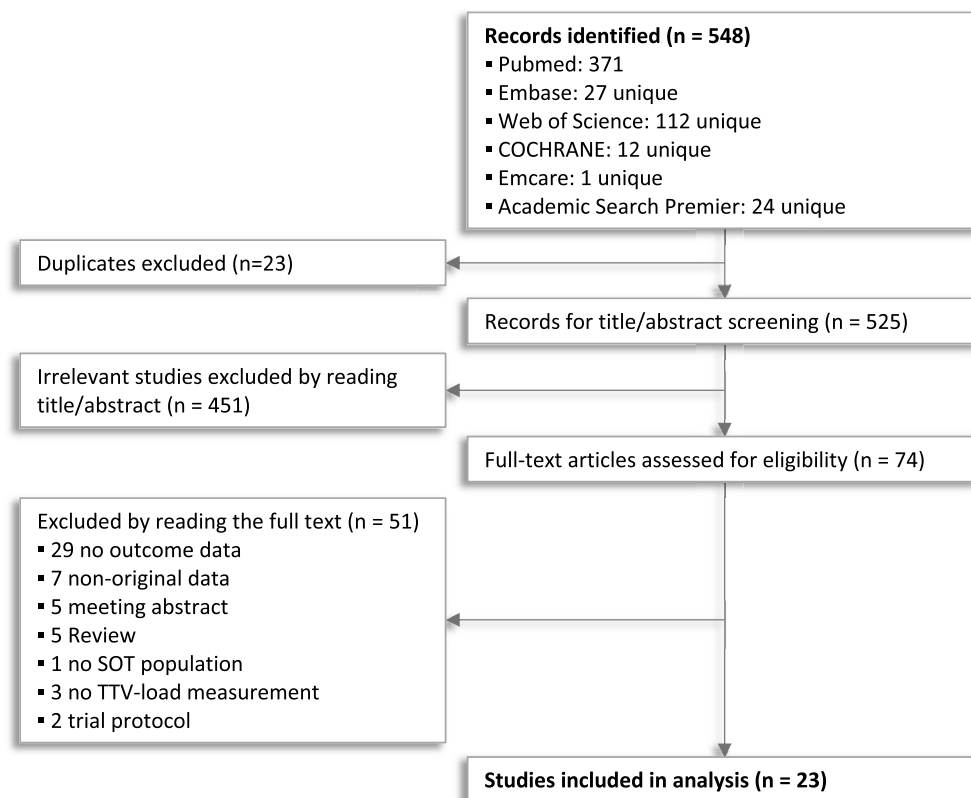 Records identified (n = 548)
▪ Pubmed: 371
▪ Embase: 27 unique
▪ Web of Science: 112 unique
▪ COCHRANE: 12 unique
▪ Emcare: 1 unique
▪ Academic Search Premier: 24 unique
Duplicates excluded (n=23)
Records for title/abstract screening (n = 525)
Irrelevant studies excluded by reading
title/abstract (n = 451)
Full-text articles assessed for eligibility (n = 74)
Excluded by reading the full text (n = 51)
▪ 29 no outcome data
▪ 7 non-original data
▪ 5 meeting abstract
▪ 5 Review
▪ 1 no SOT population
▪ 3 no TTV-load measurement
▪ 2 trial protocol
Studies included in analysis (n = 23)